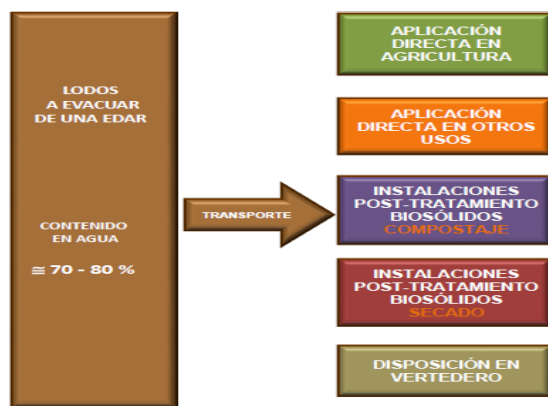 LODOS
A EVACUAR
DE UNA EDAR
CONTENIDO
EN AGUA
≅ 70 - 80 %
TRANSPORTE
APLICACIÓN
DIRECTA EN
AGRICULTURA
APLICACIÓN
DIRECTA EN OTROS
USOS
INSTALACIONES
POST-TRATAMIENTO
BIOSÓLIDOS
COMPOSTAJE
INSTALACIONES
POST-TRATAMIENTO
BIOSÓLIDOS
SECADO
DISPOSICIÓN EN
VERTEDERO